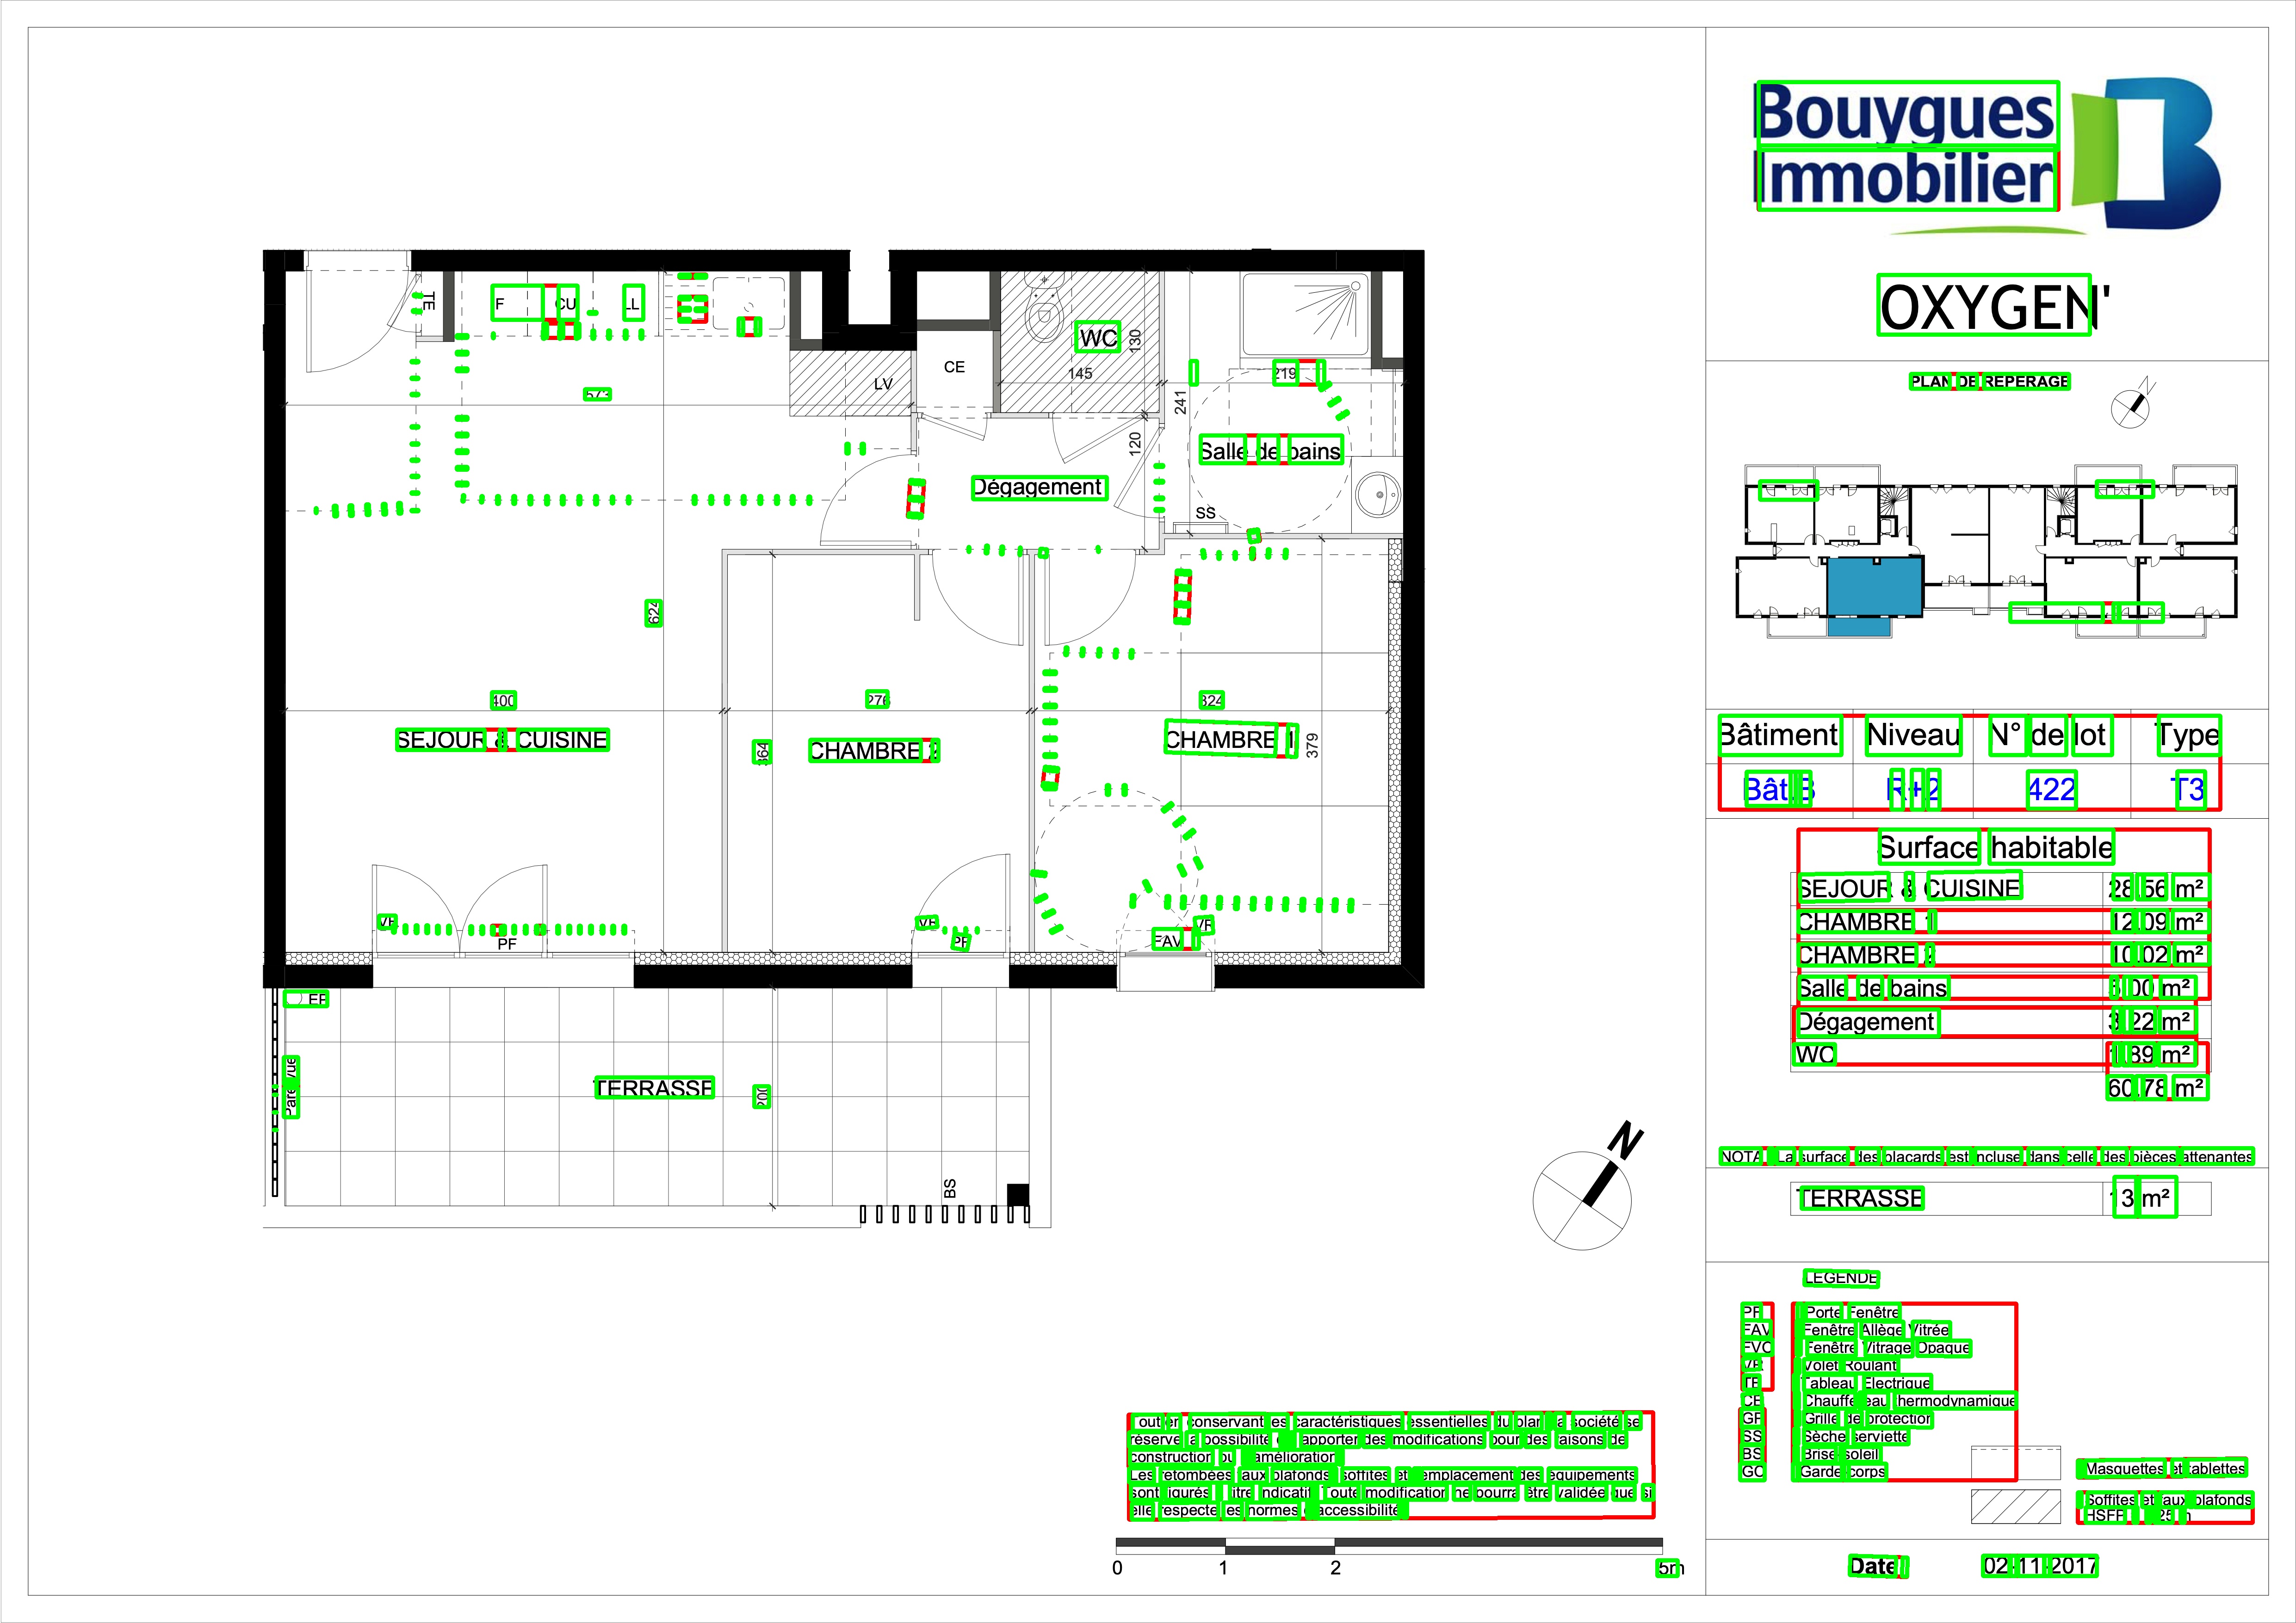 Bouygues
Immobilier
OXYGEN'
PLAN DE REPERAGE
N
Bâtiment Niveau N° de lot Type
Bât B R+2 422 T3
Surface habitable
SEJOUR & CUISINE 28.56 m²
CHAMBRE 1 12.09 m²
CHAMBRE 2 10.02 m²
Salle de bains 5.00 m²
Dégagement 3.22 m²
WC 1.89 m²
60.78 m²
NOTA : La surface des placards est incluse dans celle des pièces attenantes
TERRASSE 13 m²
LEGENDE
PF : Porte Fenêtre
FAV : Fenêtre Allège Vitrée
FVO : Fenêtre Vitrage Opaque
VR : Volet Roulant
TE : Tableau Electrique
CE : Chauffe eau thermodynamique
GP : Grille de protection
SS : Sèche serviette
BS : Brise soleil
GC : Garde corps
: Masquettes et tablettes
: Soffites et faux plafonds
Date : 02-11-2017
TE
F
CU
LL
WC
130
CE
LV
145
219
573
241
120
Salle de bains
Dégagement
SS
624
400
276
324
SEJOUR & CUISINE
CHAMBRE 2
CHAMBRE 1
364
379
VR
PF
VR
PF
FAV
VR
EP
Pare vue
TERRASSE
200
BS
N
Tout en conservant les caractéristiques essentielles du plan, la société se
réserve la possibilité d'apporter des modifications pour des raisons de
construction ou d'amélioration.
Les retombées, faux plafonds, soffites et l'emplacement des équipements
sont figurés à titre indicatif. Toute modification ne pourra être validée que si
elle respecte les normes d'accessibilité.
0 1 2 5m